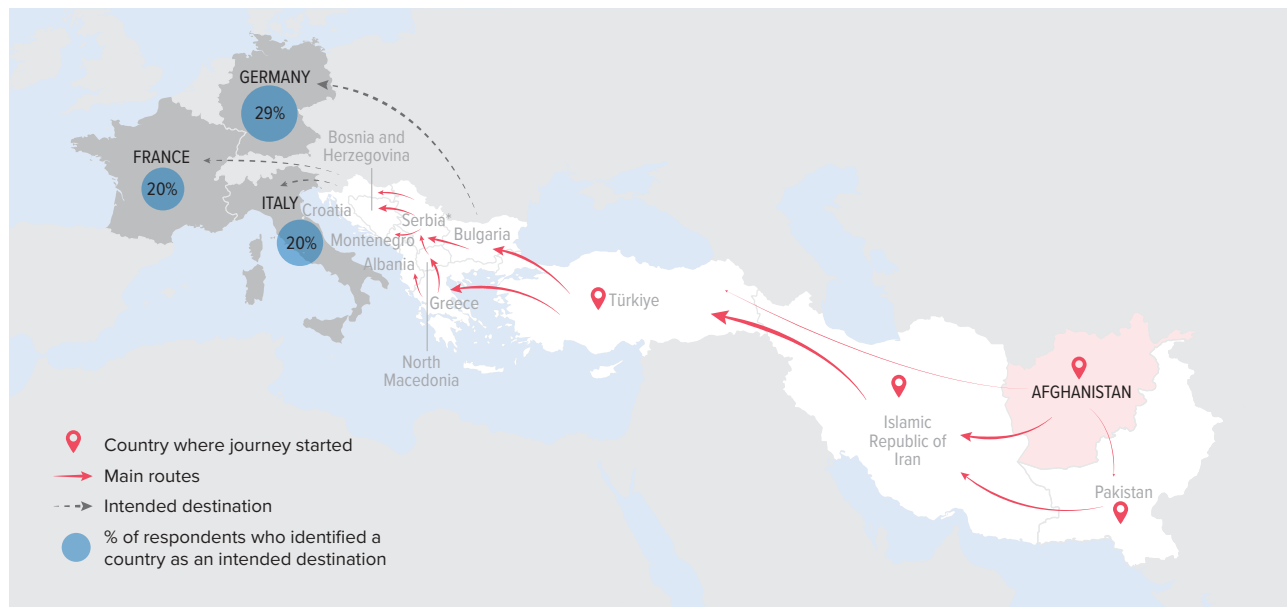 GERMANY
29%
Bosnia and
Herzegovina
FRANCE
20%
ITALY
20%
Croatia
Serbia*
Montenegro
Bulgaria
Albania
Greece
Türkiye
North
Macedonia
AFGHANISTAN
Islamic
Republic of
Iran
Pakistan
Country where journey started
Main routes
Intended destination
% of respondents who identified a
country as an intended destination